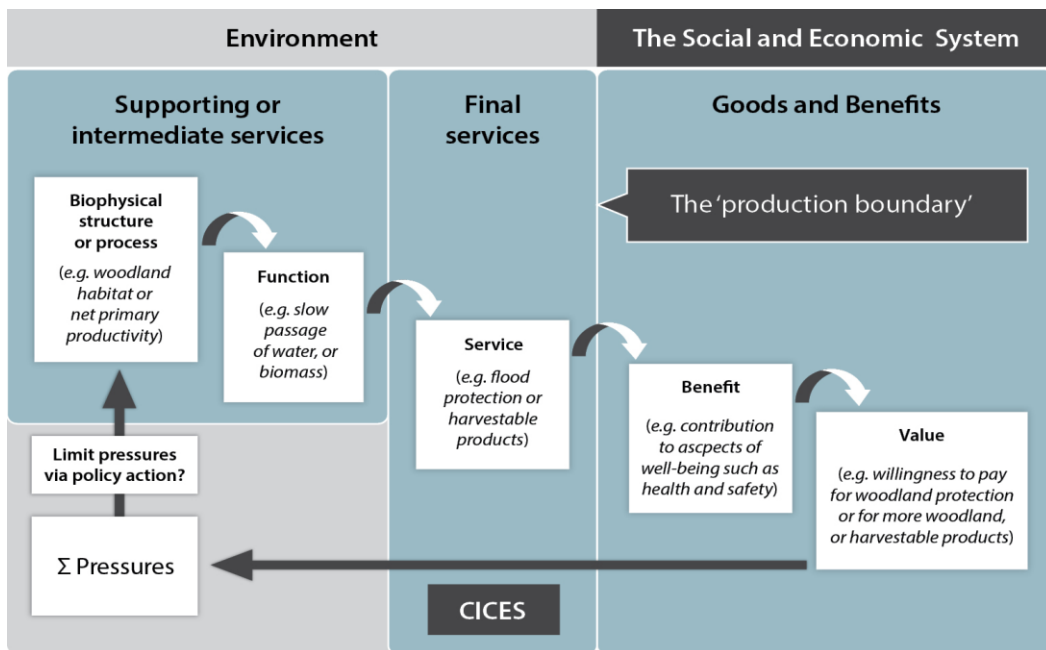 Environment
The Social and Economic System
Supporting or
intermediate services
Final
services
Goods and Benefits
Biophysical
structure
or process
(e.g. woodland
habitat or
net primary
productivity)
Function
(e.g. slow
passage
of water, or
biomass)
Service
(e.g. flood
protection or
harvestable
products)
The 'production boundary'
Benefit
(e.g. contribution
to ascpects of
well-being such as
health and safety)
Value
(e.g. willingness to pay
for woodland protection
or for more woodland,
or harvestable products)
Limit pressures
via policy action?
Σ Pressures
CICES